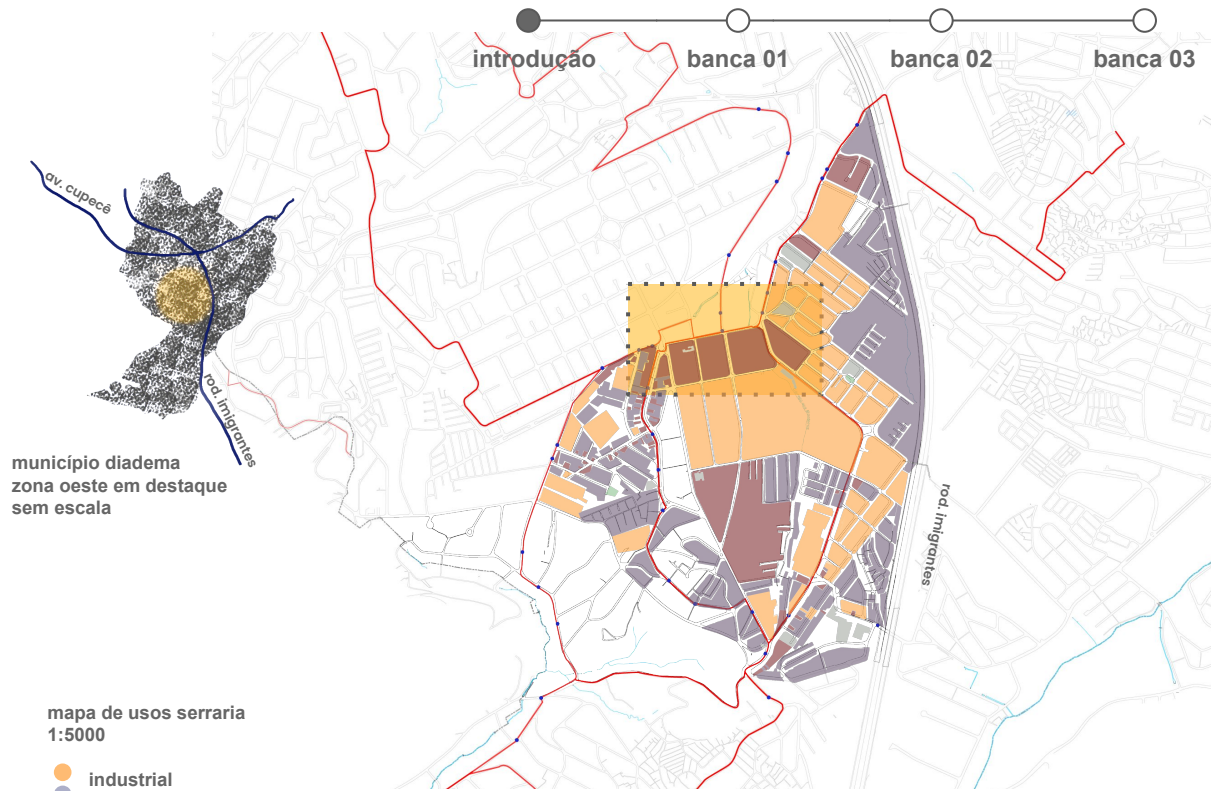 introdução
banca 01
banca 02
banca 03
av. cupecê
rod. imigrantes
município diadema
zona oeste em destaque
sem escala
rod. imigrantes
mapa de usos serraria
1:5000
industrial